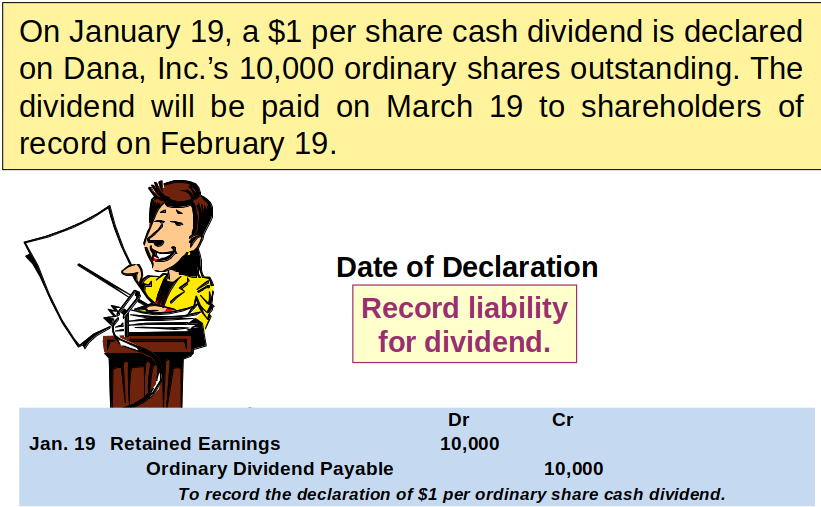 On January 19, a $1 per share cash dividend is declared
on Dana, Inc.’s 10,000 ordinary shares outstanding. The
dividend will be paid on March 19 to shareholders of
record on February 19.
Date of Declaration
Record liability
for dividend.
Dr Cr
Jan. 19 Retained Earnings 10,000
Ordinary Dividend Payable 10,000
To record the declaration of $1 per ordinary share cash dividend.